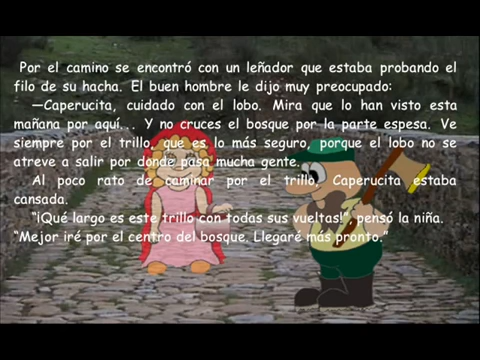 Por el camino se encontró con un leñador que estaba probando el
filo de su hacha. El buen hombre le dijo muy preocupado:
—Caperucita, cuidado con el lobo. Mira que lo han visto esta
mañana por aquí... Y no cruces el bosque por la parte espesa. Ve
siempre por el trillo, que es lo más seguro, porque el lobo no se
atreve a salir por donde pasa mucha gente.
Al poco rato de caminar por el trillo, Caperucita estaba
cansada.
“¡Qué largo es este trillo con todas sus vueltas!”, pensó la niña.
“Mejor iré por el centro del bosque. Llegaré más pronto.”